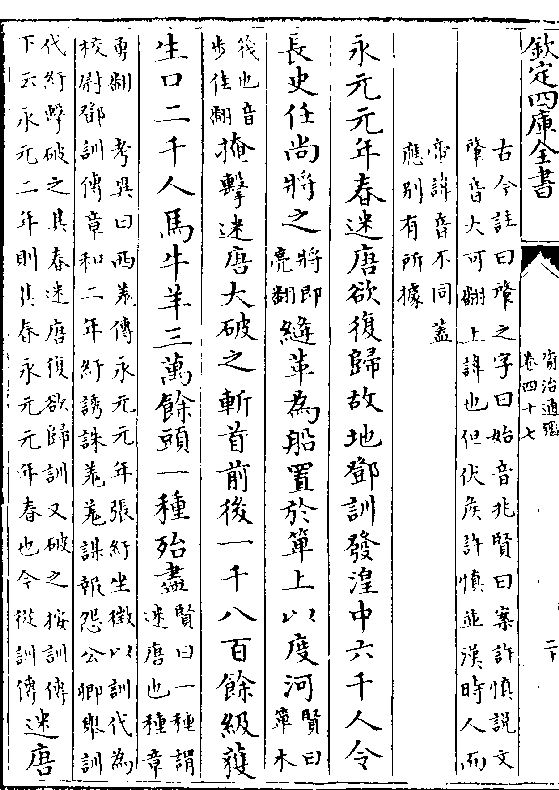 欽定四庫全書
資治通鑑
卷四十七
二十
古今註曰肇之字曰始音兆賢曰案許慎説文
肇音大可翻上諱也但伏侯許慎並漢時人而
帝諱音不同蓋
應别有所據
永元元年春迷唐欲復歸故地鄧訓發湟中六千人令
長史任尚將之將即亮翻縫革為船置於箄上以度河賢曰箄木
筏也音步佳翻掩擊迷唐大破之斬首前後一千八百餘級獲
生口二千人馬牛羊三萬餘頭一種殆盡賢曰一種謂迷唐也種章
勇翻 考異曰西羌傳永元元年張紆坐徵以訓代為
校尉鄧訓傳章和二年紆誘誅羌羌謀報怨公卿舉訓
代紆擊破之其春迷唐復欲歸訓又破之按訓傳
下云永元二年則其春永元元年春也今從訓傳迷唐